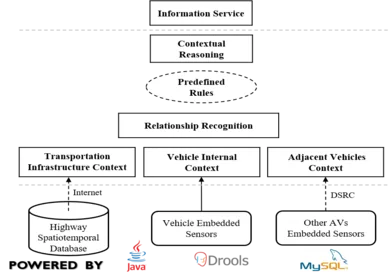 Information Service
Contextual
Reasoning
Predefined
Rules
Relationship Recognition
Transportation
Infrastructure Context
Vehicle Internal
Context
Adjacent Vehicles
Context
Internet
DSRC
Highway
Spatiotemporal
Database
Vehicle Embedded
Sensors
Other AVs
Embedded Sensors
POWERED BY
Java
Drools
MySQL